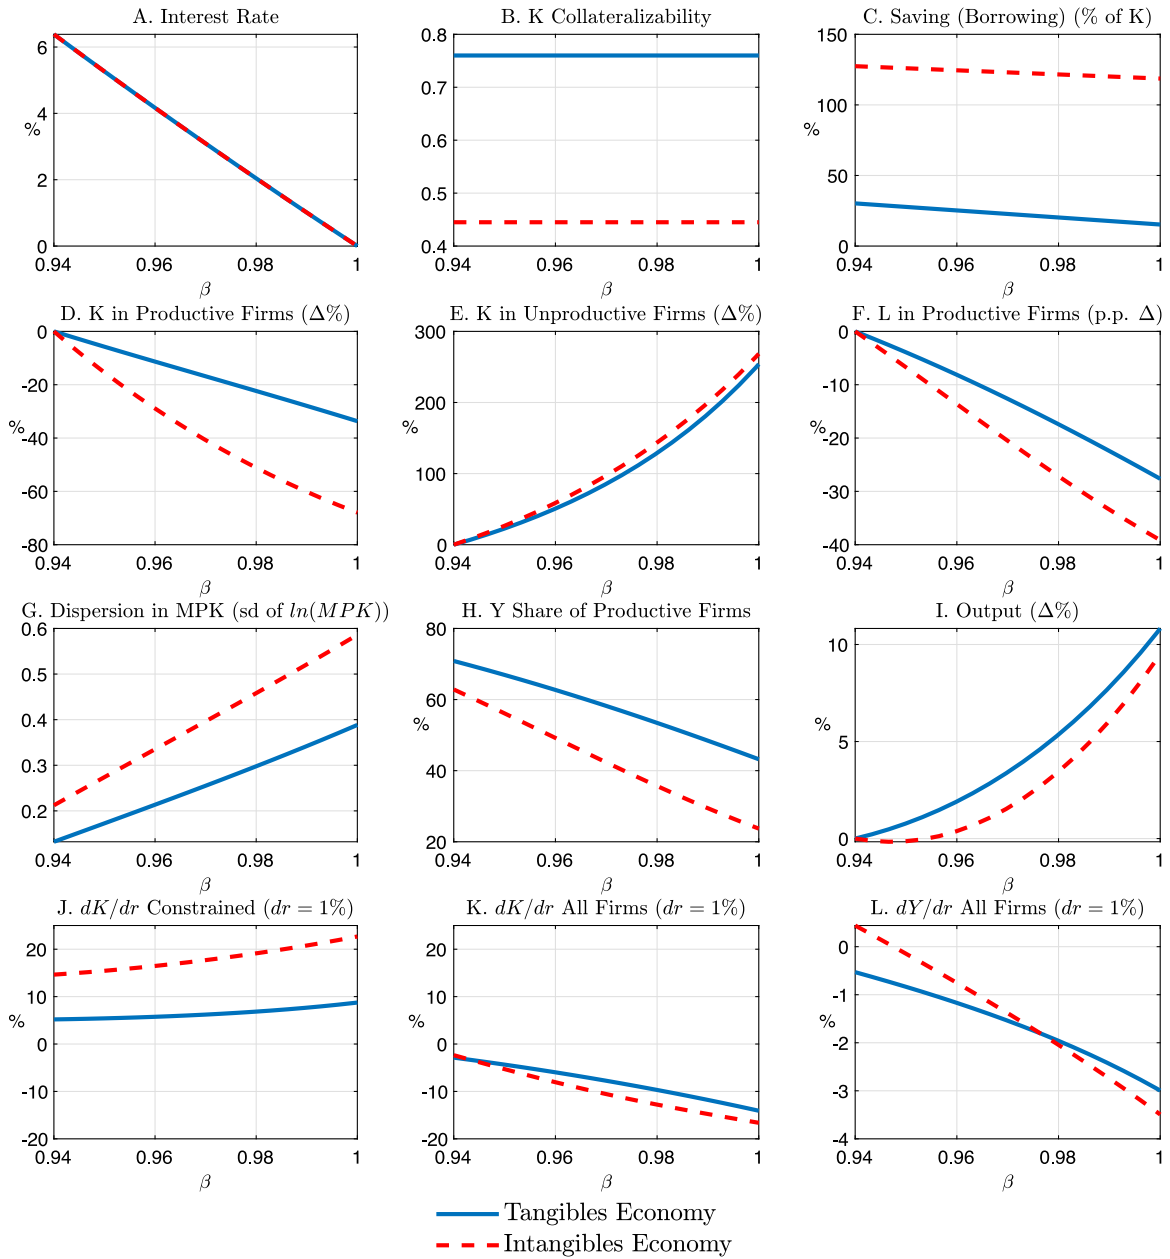 A. Interest Rate
6
4
%
2
0
0.94 0.96 0.98 1
β
B. K Collateralizability
0.8
0.7
0.6
0.5
0.4
0.94 0.96 0.98 1
β
C. Saving (Borrowing) (% of K)
150
100
%
50
0
0.94 0.96 0.98 1
β
D. K in Productive Firms (Δ%)
0
-20
%
-40
-60
-80
0.94 0.96 0.98 1
β
E. K in Unproductive Firms (Δ%)
300
200
%
100
0
0.94 0.96 0.98 1
β
F. L in Productive Firms (p.p. Δ)
0
-10
%
-20
-30
-40
0.94 0.96 0.98 1
β
G. Dispersion in MPK (sd of ln(MPK))
0.6
0.5
0.4
0.3
0.2
0.94 0.96 0.98 1
β
H. Y Share of Productive Firms
80
60
%
40
20
0.94 0.96 0.98 1
β
I. Output (Δ%)
10
%
5
0
0.94 0.96 0.98 1
β
J. dK/dr Constrained (dr = 1%)
20
10
%
0
-10
-20
0.94 0.96 0.98 1
β
K. dK/dr All Firms (dr = 1%)
20
10
%
0
-10
-20
0.94 0.96 0.98 1
β
L. dY/dr All Firms (dr = 1%)
0
-1
%
-2
-3
-4
0.94 0.96 0.98 1
β
Tangibles Economy
Intangibles Economy